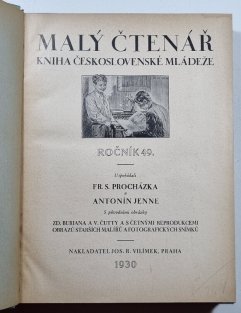 MALÝ ČTENÁŘ
KNIHA ČESKOSLOVENSKÉ MLÁDEŽE
ROČNÍK 49.
Uspořádali
FR. S. PROCHÁZKA
a
ANTONÍN JENNE
S původními obrázky
ZD. BURIANA A V. ČUTTY A S ČETNÝMI REPRODUKCEMI
OBRAZŮ STARŠÍCH MALÍŘŮ A FOTOGRAFICKÝCH SNÍMKŮ
NAKLADATEL JOS. R. VILÍMEK, PRAHA
1930